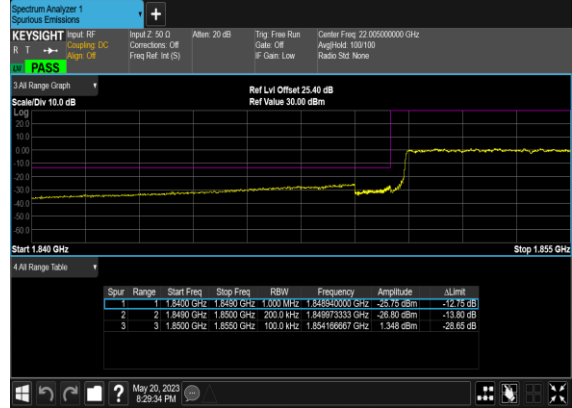 Spectrum Analyzer 1
Spurious Emissions
KEYSIGHT Input: RF Input Z: 50 Ω Atten: 20 dB Trig: Free Run Center Freq: 22.005000000 GHz
R T Coupling: DC Corrections: Off Gate: Off Avg|Hold: 100/100
Align: Off Freq Ref: Int (S) IF Gain: Low Radio Std: None
LW PASS
3 All Range Graph
Ref Lvl Offset 25.40 dB
Scale/Div 10.0 dB Ref Value 30.00 dBm
Log
20.0
10.0
0.00
-10.0
-20.0
-30.0
-40.0
-50.0
-60.0
Start 1.840 GHz Stop 1.855 GHz
4 All Range Table
Spur Range Start Freq Stop Freq RBW Frequency Amplitude ΔLimit
1 1 1.8400 GHz 1.8490 GHz 1.000 MHz 1.848940000 GHz -25.75 dBm -12.75 dB
2 2 1.8490 GHz 1.8500 GHz 200.0 kHz 1.849973333 GHz -26.80 dBm -13.80 dB
3 3 1.8500 GHz 1.8550 GHz 100.0 kHz 1.854166667 GHz 1.348 dBm -28.65 dB
May 20, 2023
8:29:34 PM